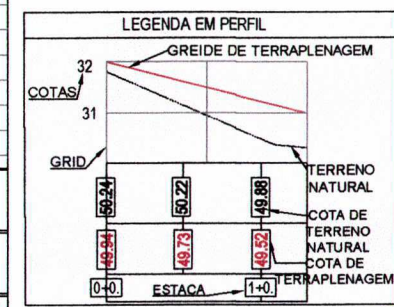 LEGENDA EM PERFIL
GREIDE DE TERRAPLENAGEM
32
COTAS
31
GRID
TERRENO
NATURAL
50.24
50.22
49.88
COTA DE
TERRENO
NATURAL
49.94
49.73
49.52
COTA DE
TERRAPLENAGEM
0+0.
ESTACA
1+0.